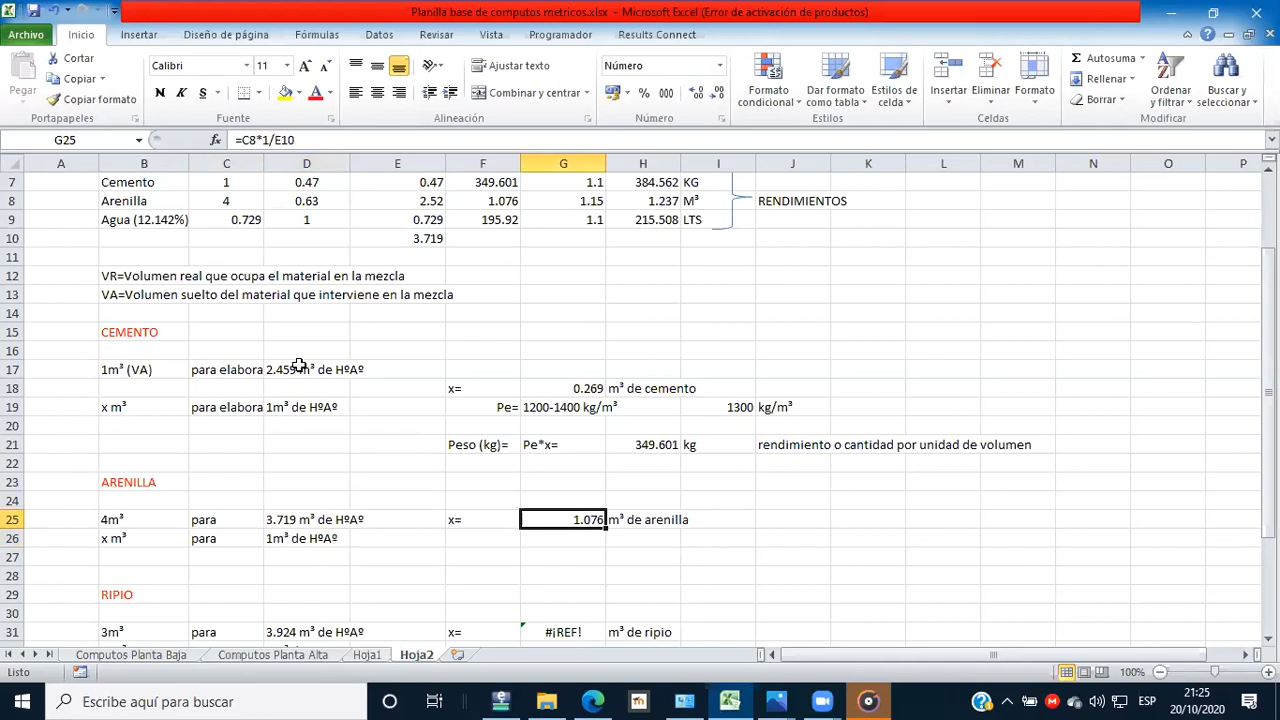 Planilla base de computos metricos.xlsx - Microsoft Excel (Error de activación de productos)
Archivo Inicio Insertar Diseño de página Fórmulas Datos Revisar Vista Programador Results Connect
Pegar Cortar Copiar Copiar formato
Calibri 11
N K S
Ajustar texto
Combinar y centrar
Número
% 000
Formato condicional Dar formato como tabla Estilos de celda
Insertar Eliminar Formato
Σ Autosuma Rellenar Borrar
Ordenar y filtrar Buscar y seleccionar
Portapapeles Fuente Alineación Número Estilos Celdas Modificar
G25 fx =C8*1/E10
A B C D E F G H I J K L M N O P
7 Cemento 1 0.47 0.47 349.601 1.1 384.562 KG
8 Arenilla 4 0.63 2.52 1.076 1.15 1.237 M³ RENDIMIENTOS
9 Agua (12.142%) 0.729 1 0.729 195.92 1.1 215.508 LTS
10 3.719
11
12 VR=Volumen real que ocupa el material en la mezcla
13 VA=Volumen suelto del material que interviene en la mezcla
14
15 CEMENTO
16
17 1m³ (VA) para elabora 2.459 m³ de HºAº
18 x= 0.269 m³ de cemento
19 x m³ para elabora 1m³ de HºAº Pe= 1200-1400 kg/m³ 1300 kg/m³
20
21 Peso (kg)= Pe*x= 349.601 kg rendimiento o cantidad por unidad de volumen
22
23 ARENILLA
24
25 4m³ para 3.719 m³ de HºAº x= 1.076 m³ de arenilla
26 x m³ para 1m³ de HºAº
27
28
29 RIPIO
30
31 3m³ para 3.924 m³ de HºAº x= #¡REF! m³ de ripio
Computos Planta Baja Computos Planta Alta Hoja1 Hoja2
Listo 100%
Escribe aquí para buscar
ESP
21:25
20/10/2020